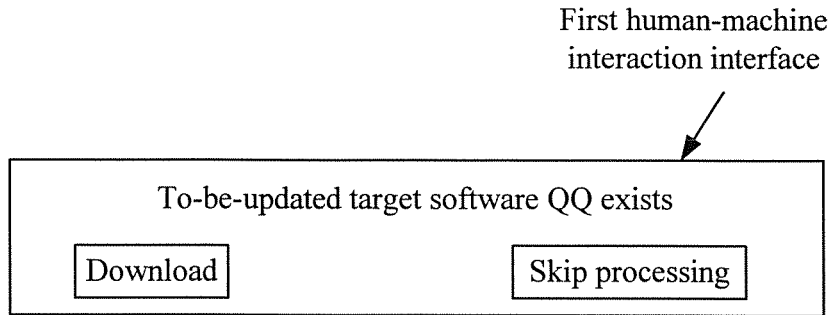 First human-machine
interaction interface
To-be-updated target software QQ exists
Download
Skip processing